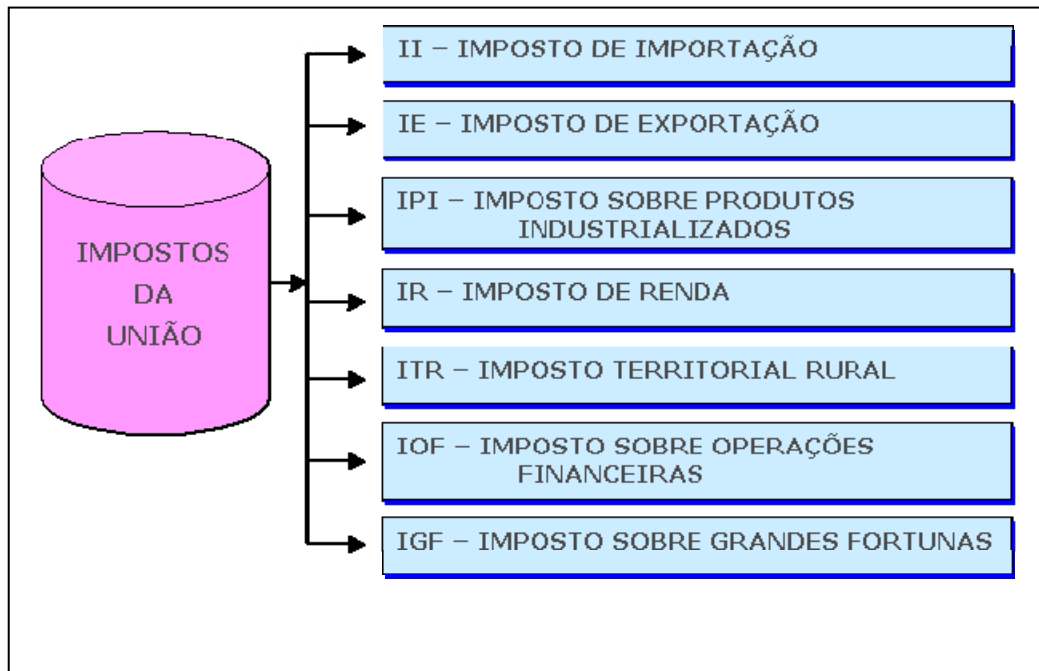 IMPOSTOS
DA
UNIÃO
II – IMPOSTO DE IMPORTAÇÃO
IE – IMPOSTO DE EXPORTAÇÃO
IPI – IMPOSTO SOBRE PRODUTOS
INDUSTRIALIZADOS
IR – IMPOSTO DE RENDA
ITR – IMPOSTO TERRITORIAL RURAL
IOF – IMPOSTO SOBRE OPERAÇÕES
FINANCEIRAS
IGF – IMPOSTO SOBRE GRANDES FORTUNAS